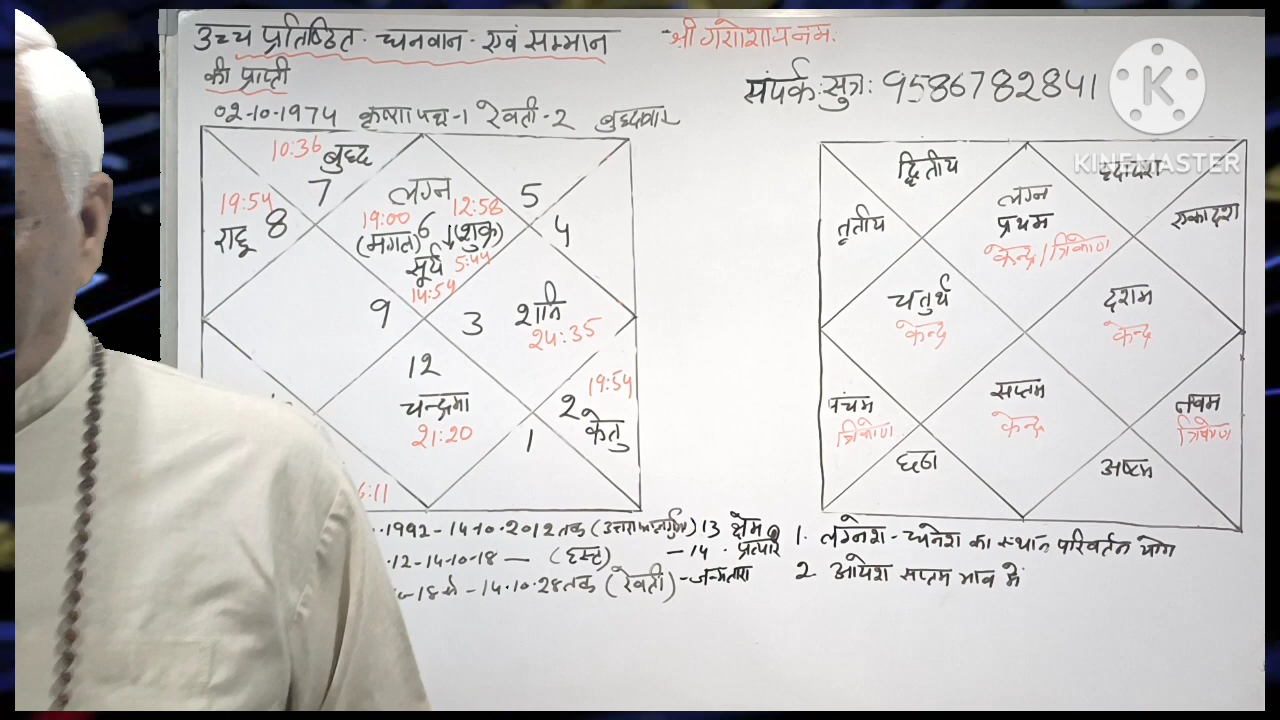 उच्च प्रतिष्ठित धनवान एवं सम्मान
की प्राप्ती
श्री गणेशाय नमः
संपर्क सुत्र: 9586782841
02-10-1974 कृष्ण पक्ष-1 रेवती-2 बुद्धवार
10:36 बुद्ध
7
19:54
राहू 8
लग्न
19:00 6 12:58
(मंगल) ↓(शुक्र)
सूर्य 5:44
14:54
5
4
9
3 शनि
24:35
12
चन्द्रमा
21:20
19:54
2
केतु
1
6:11
1992-14-10-2012 तक (उत्तराफाल्गुनि) 13 क्षेम
12-14-10-18 — (हस्त) -14 प्रत्यरि
-18 से -14.10.28 तक (रेवती) -जन्मतारा
KINEMASTER
द्वितीय
द्वादश
लग्न
प्रथम
केन्द्र/त्रिकोण
तृतीय
एकादश
चतुर्थ
केन्द्र
दशम
केन्द्र
पंचम
त्रिकोण
सप्तम
केन्द्र
नवम
त्रिकोण
छठा
अष्टम
1. लग्नेश-धनेश का स्थान परिवर्तन योग
2. आयेश सप्तम भाव में